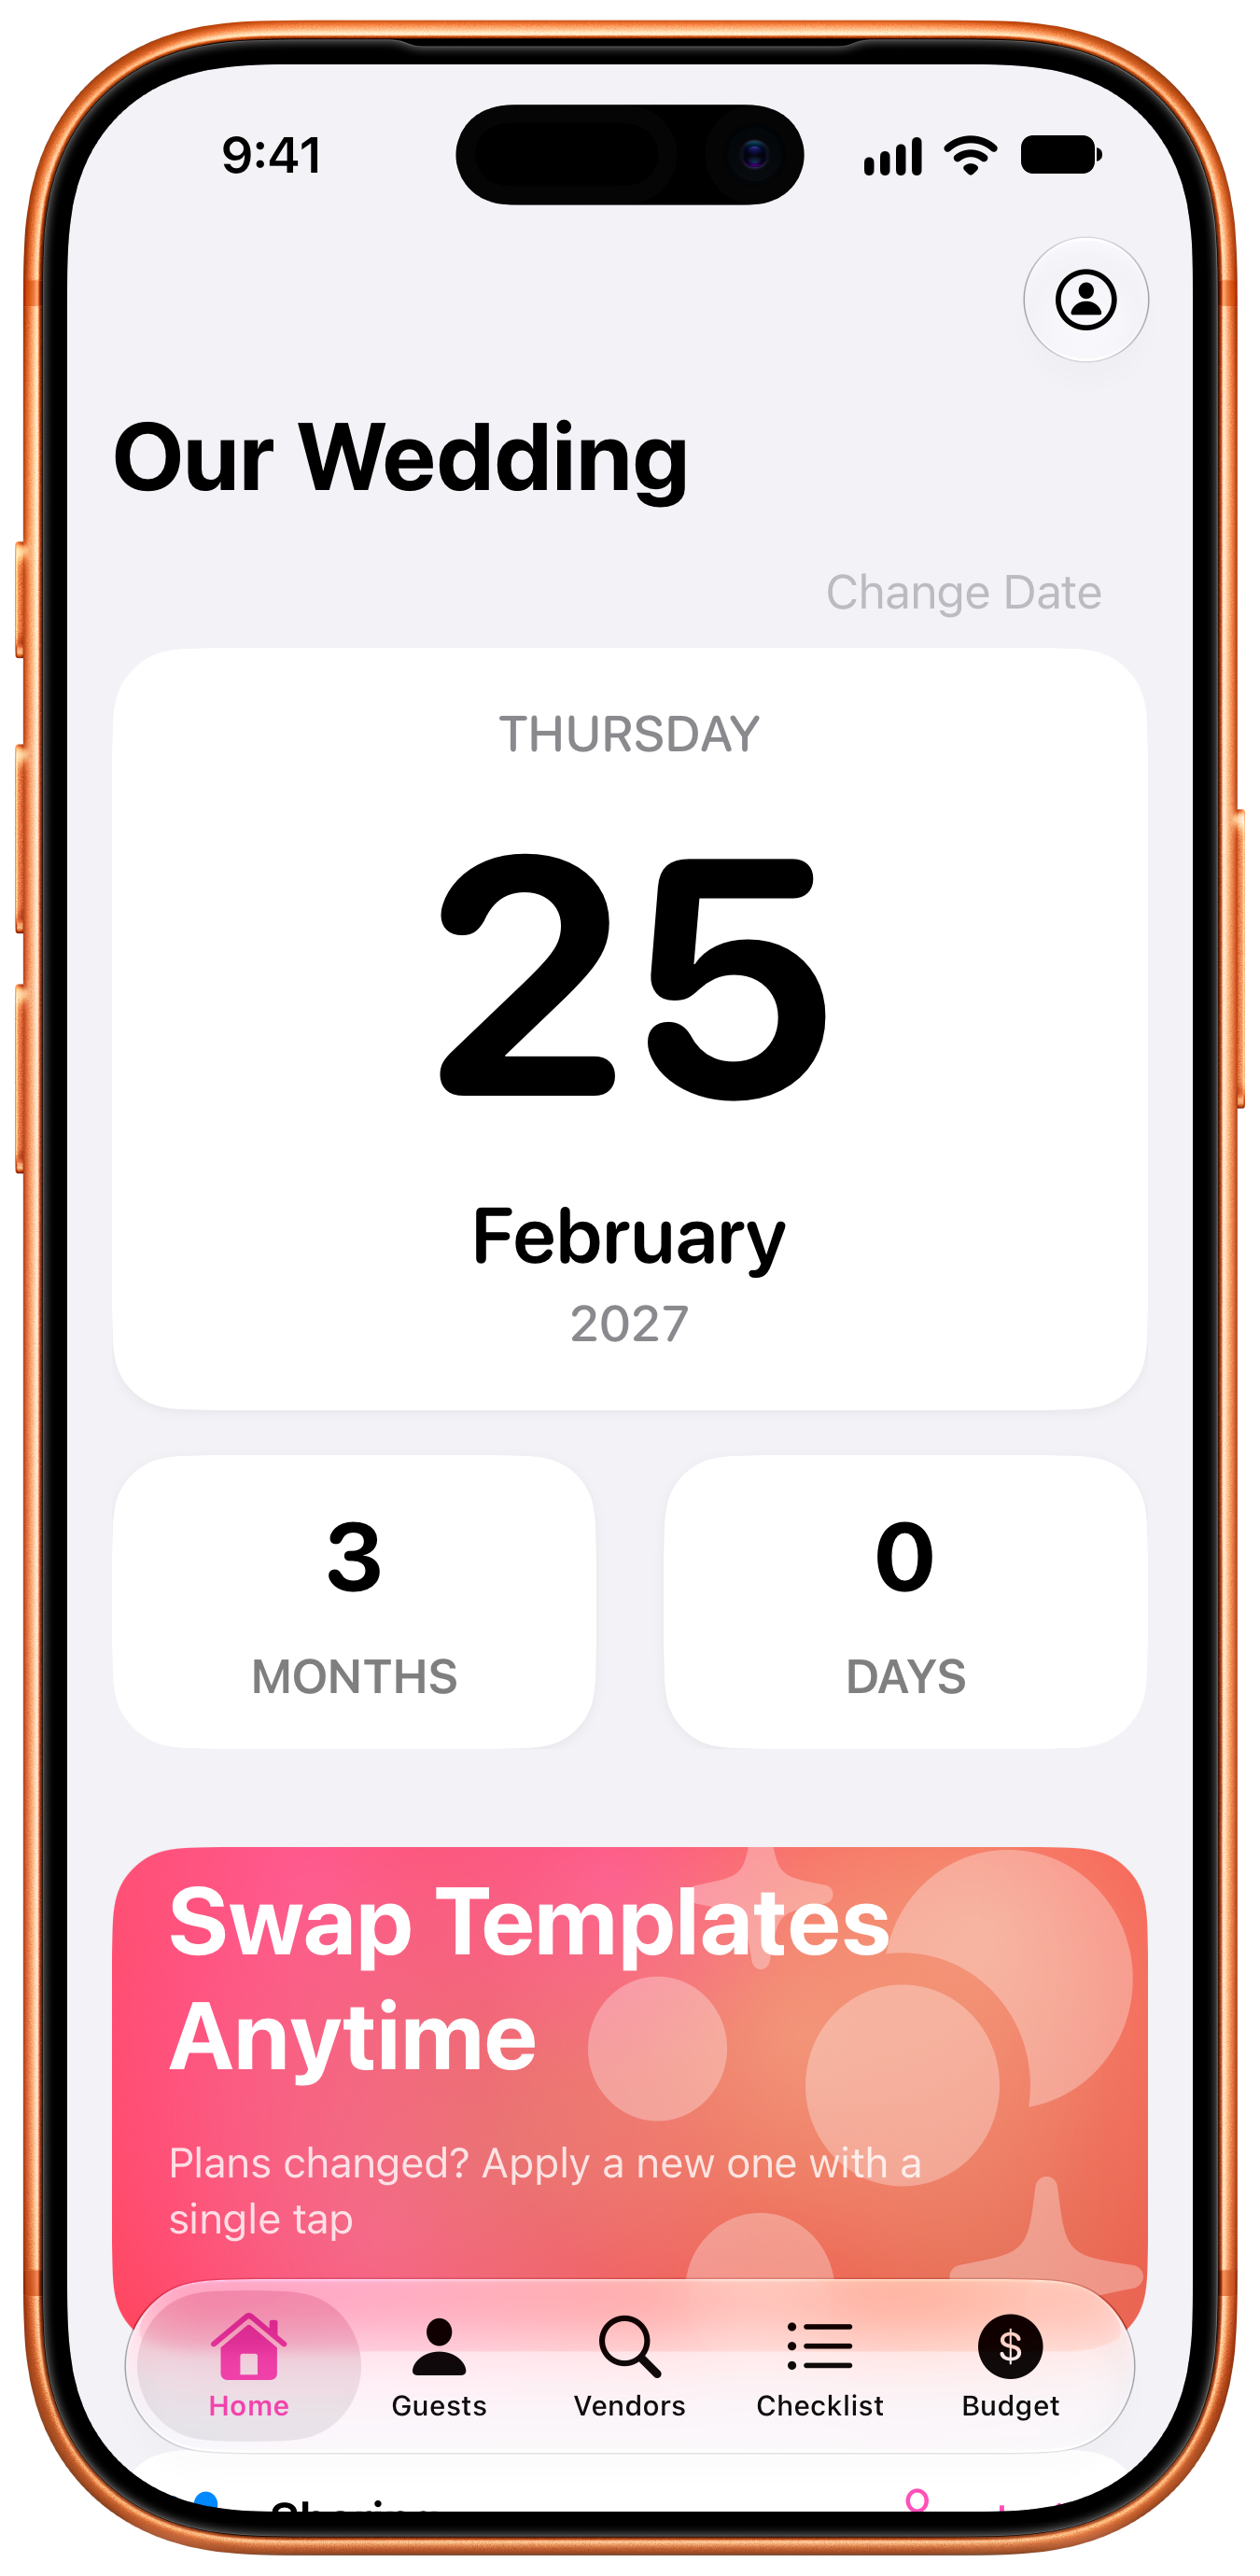 9:41
Our Wedding
Change Date
THURSDAY
25
February
2027
3
MONTHS
0
DAYS
Swap Templates
Anytime
Plans changed? Apply a new one with a
single tap
$
Home
Guests
Vendors
Checklist
Budget